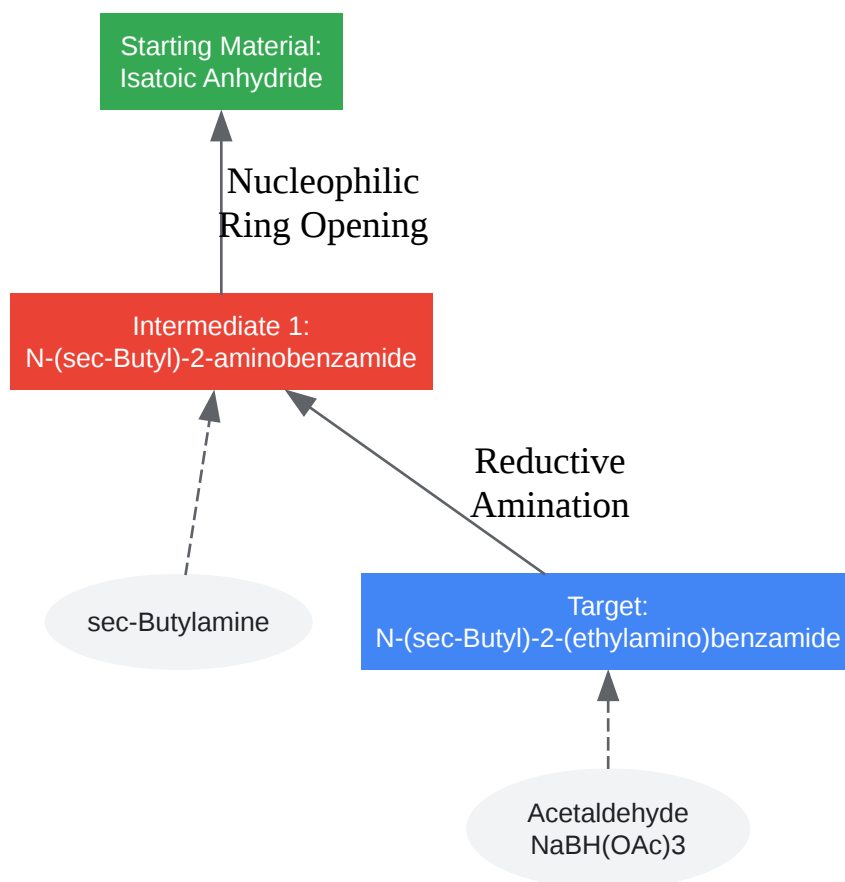 Starting Material:
Isatoic Anhydride
Nucleophilic
Ring Opening
Intermediate 1:
N-(sec-Butyl)-2-aminobenzamide
Reductive
Amination
sec-Butylamine
Target:
N-(sec-Butyl)-2-(ethylamino)benzamide
Acetaldehyde
NaBH(OAc)3